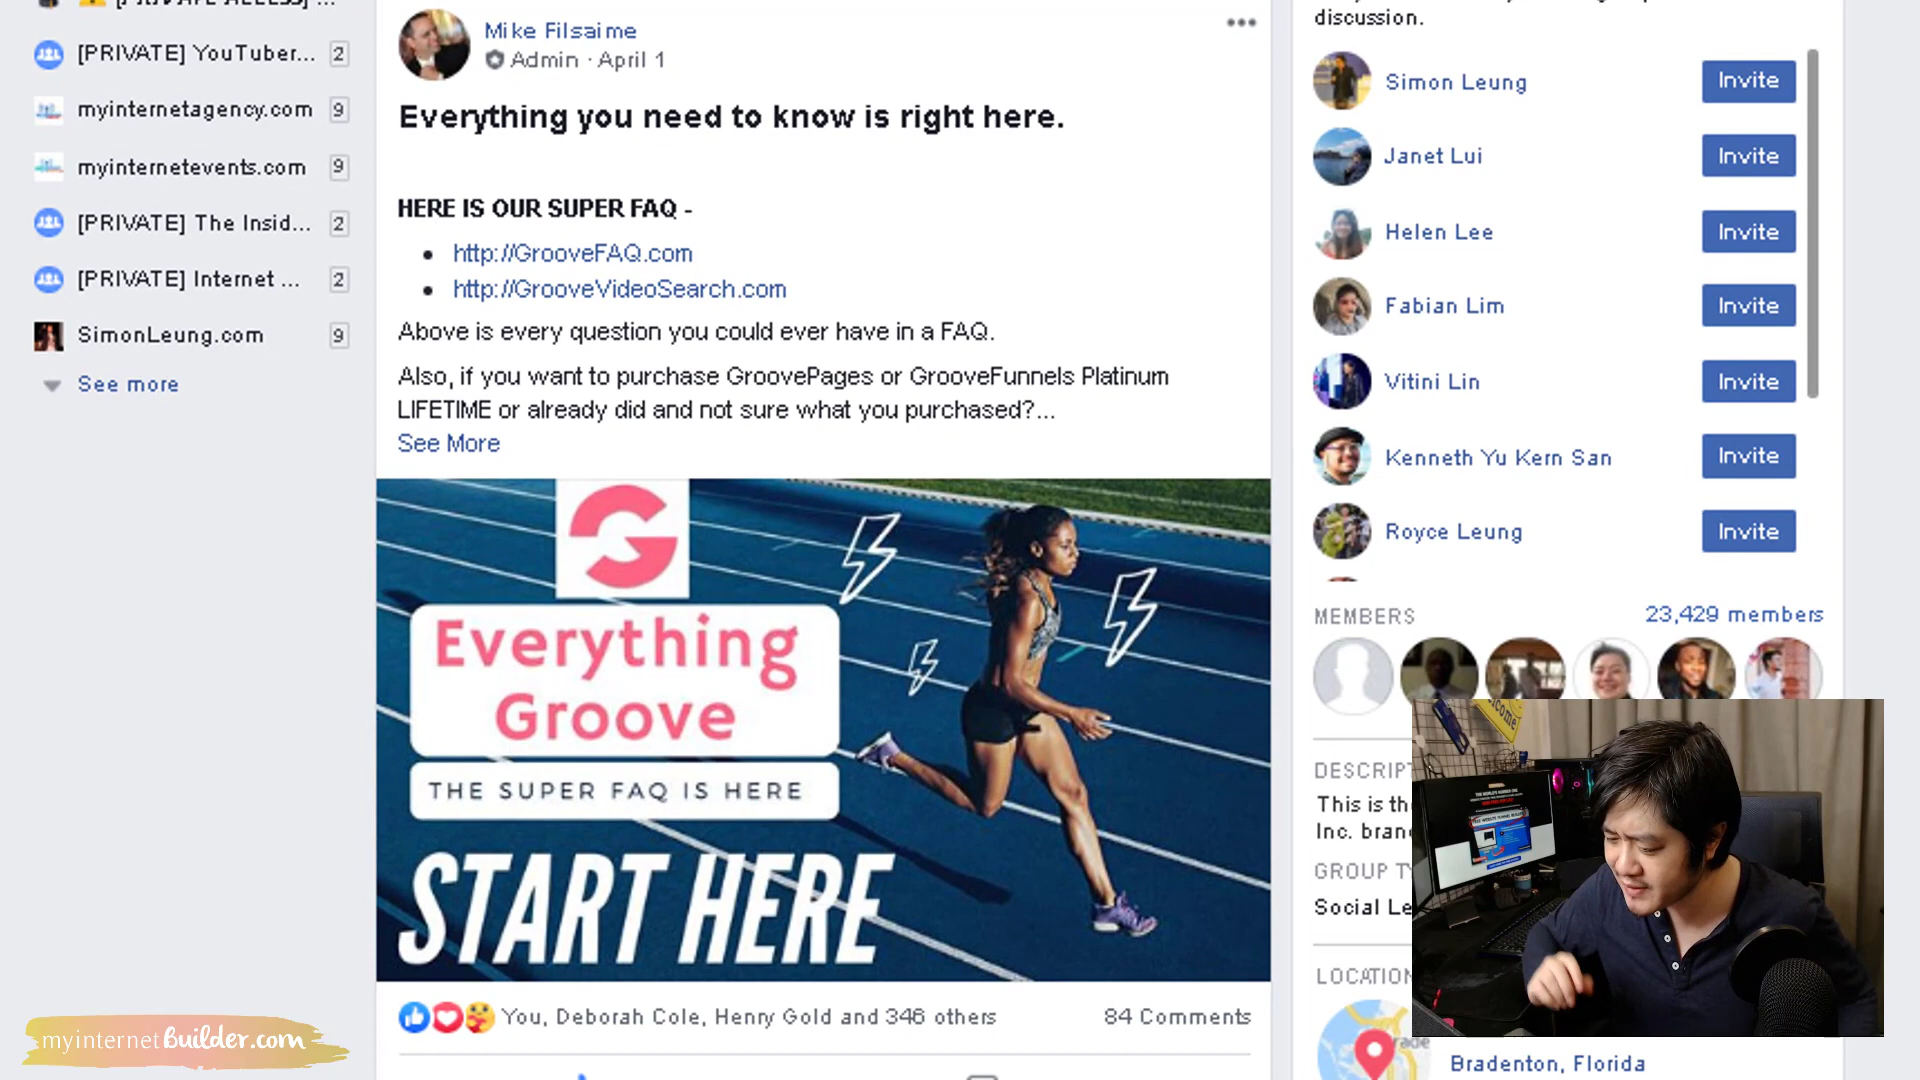 [PRIVATE] YouTuber... 2
myinternetagency.com 9
myinternetevents.com 9
[PRIVATE] The Insid... 2
[PRIVATE] Internet ... 2
SimonLeung.com 9
See more
Mike Filsaime
Admin · April 1
Everything you need to know is right here.
HERE IS OUR SUPER FAQ -
http://GrooveFAQ.com
http://GrooveVideoSearch.com
Above is every question you could ever have in a FAQ.
Also, if you want to purchase GroovePages or GrooveFunnels Platinum
LIFETIME or already did and not sure what you purchased?...
See More
Everything
Groove
THE SUPER FAQ IS HERE
START HERE
You, Deborah Cole, Henry Gold and 346 others
84 Comments
discussion.
Simon Leung Invite
Janet Lui Invite
Helen Lee Invite
Fabian Lim Invite
Vitini Lin Invite
Kenneth Yu Kern San Invite
Royce Leung Invite
MEMBERS 23,429 members
DESCRIPT
This is th
Inc. bran
GROUP TY
Social Le
LOCATION
Bradenton, Florida
myinternetBuilder.com